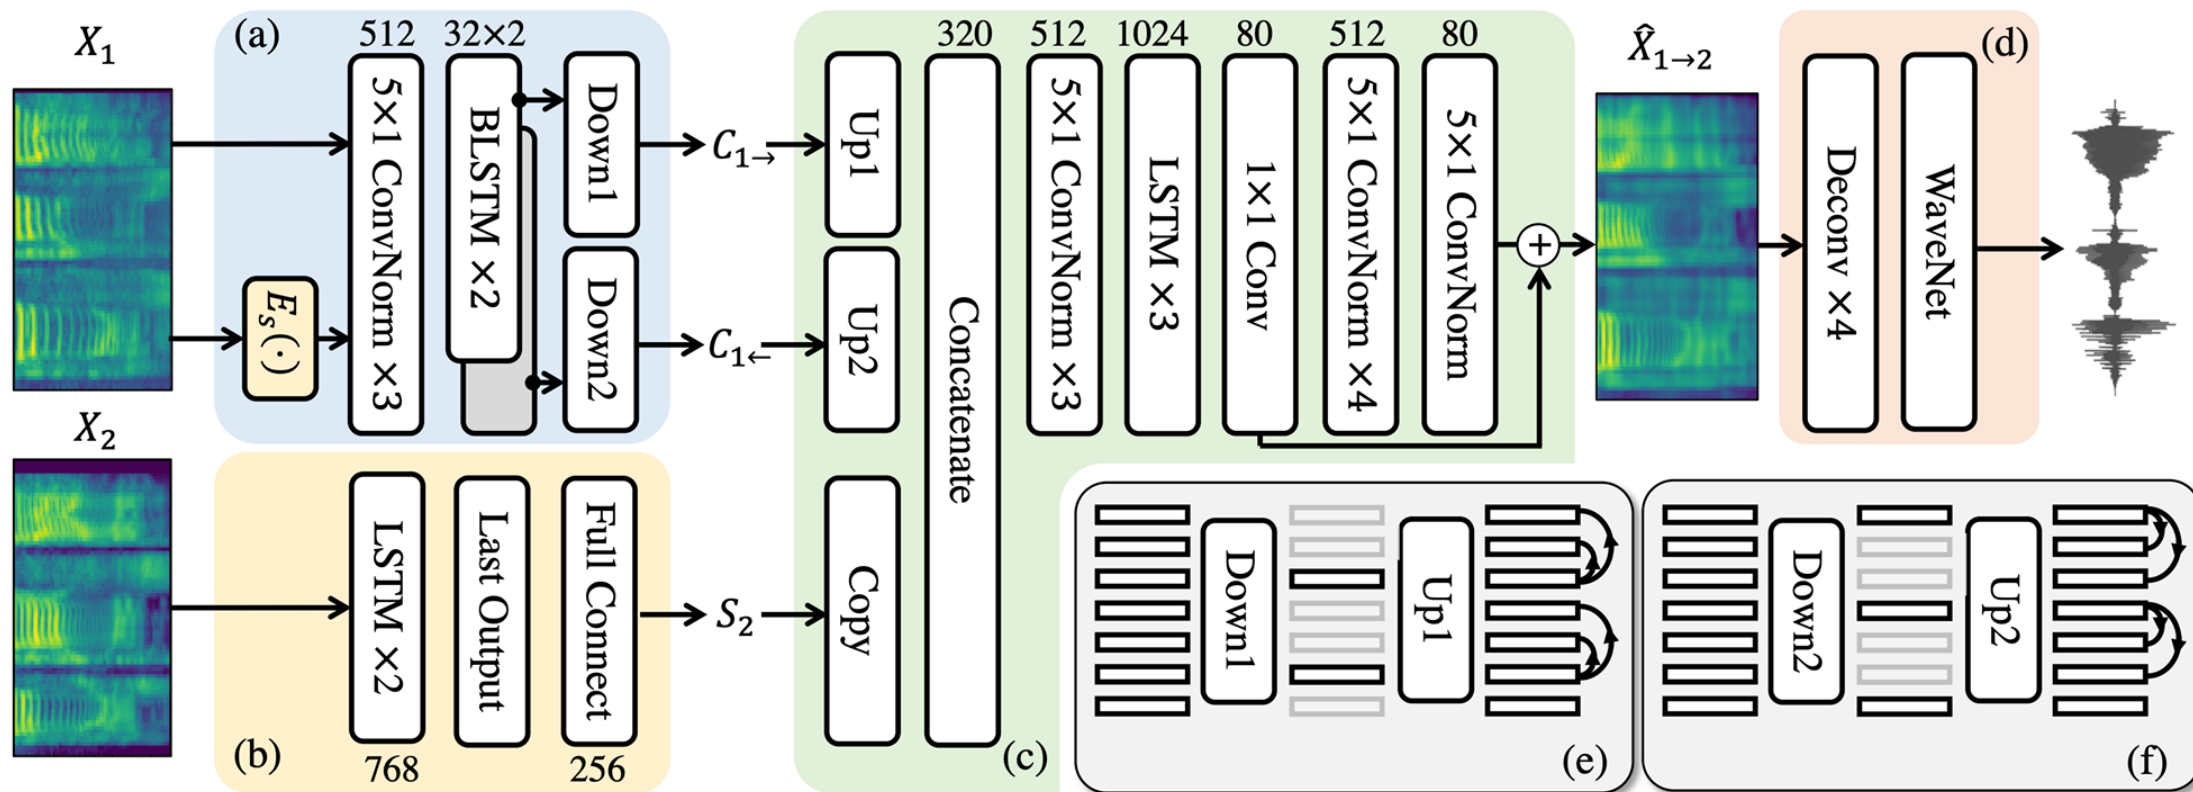 X₁
(a)
512
32×2
E_s(·)
5×1 ConvNorm ×3
BLSTM ×2
Down1
Down2
C₁→
C₁←
X₂
(b)
LSTM ×2
768
Last Output
Full Connect
256
S₂
Up1
Up2
Copy
320
Concatenate
512
5×1 ConvNorm ×3
1024
LSTM ×3
80
1×1 Conv
512
5×1 ConvNorm ×4
80
5×1 ConvNorm
+
(c)
X̂₁→₂
(d)
Deconv ×4
WaveNet
Down1
Up1
(e)
Down2
Up2
(f)